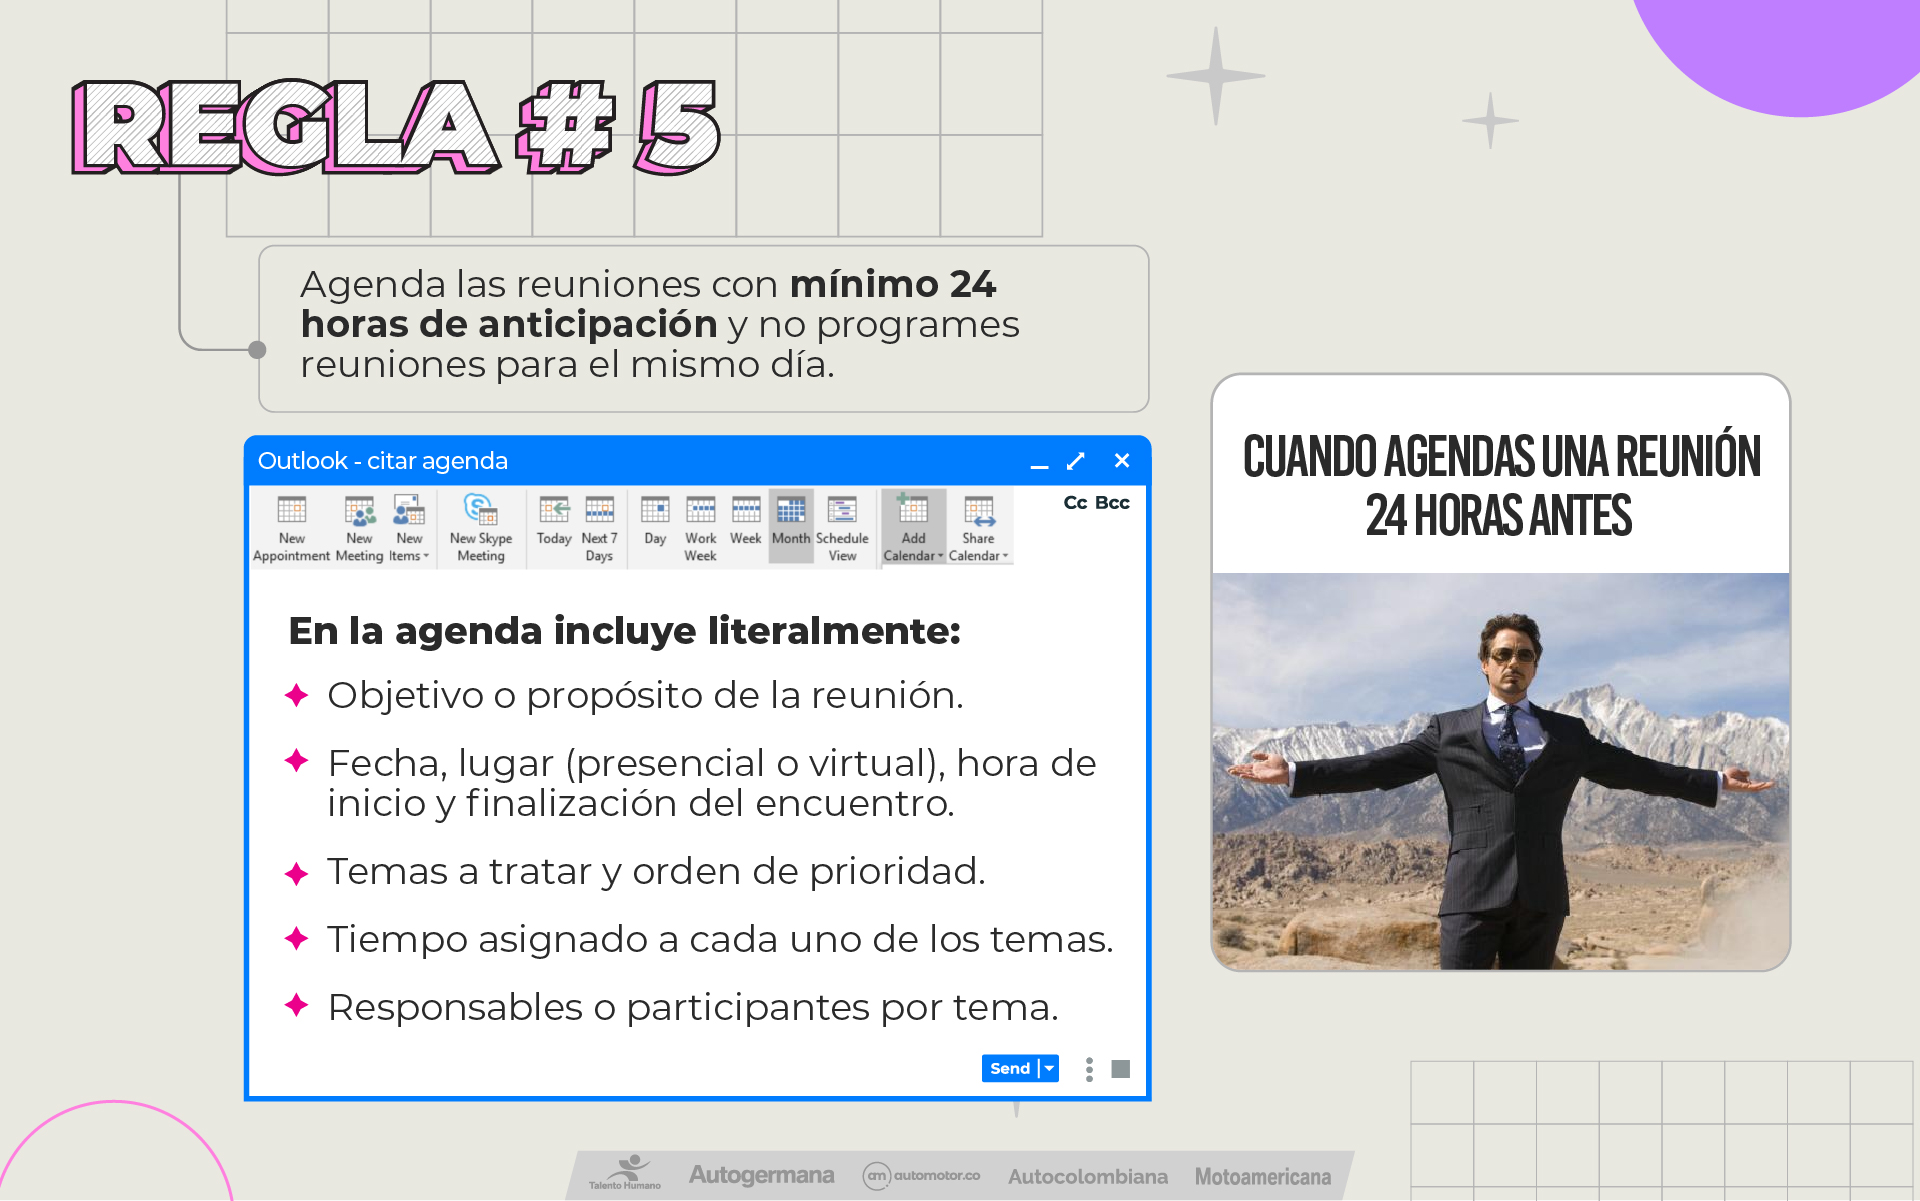 REGLA # 5
Agenda las reuniones con mínimo 24
horas de anticipación y no programes
reuniones para el mismo día.
Outlook - citar agenda
Cc Bcc
New Appointment
New Meeting
New Items
New Skype Meeting
Today
Next 7 Days
Day
Work Week
Week
Month
Schedule View
Add Calendar
Share Calendar
En la agenda incluye literalmente:
Objetivo o propósito de la reunión.
Fecha, lugar (presencial o virtual), hora de
inicio y finalización del encuentro.
Temas a tratar y orden de prioridad.
Tiempo asignado a cada uno de los temas.
Responsables o participantes por tema.
Send
CUANDO AGENDAS UNA REUNIÓN
24 HORAS ANTES
Talento Humano
Autogermana
am automotor.co
Autocolombiana
Motoamericana